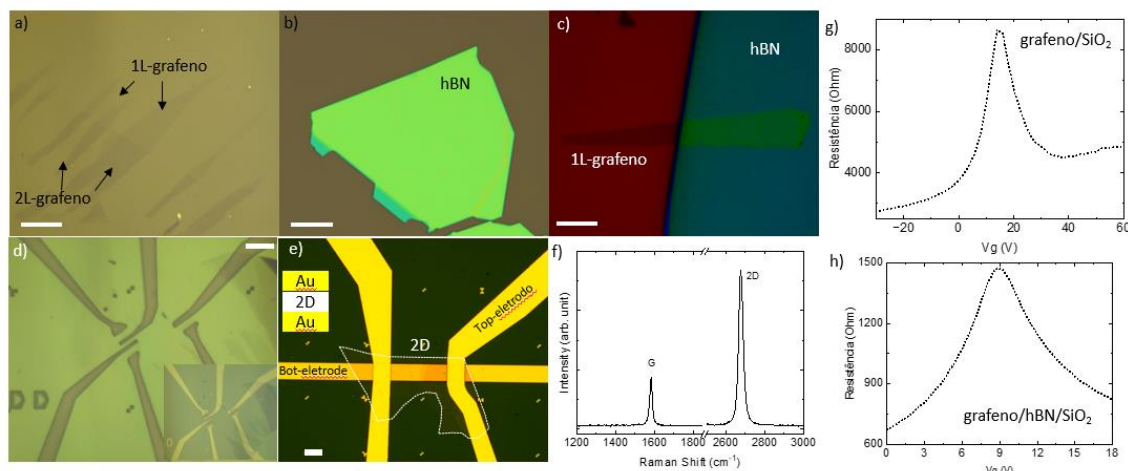 a)
1L-grafeno
2L-grafeno
b)
hBN
c)
hBN
1L-grafeno
d)
D D
e)
Au
2D
Au
2D
Top-eletrodo
Bot-eletrode
f)
Intensity (arb. unit)
G
2D
1200 1400 1600 1800 2600 2800 3000
Raman Shift (cm⁻¹)
g)
grafeno/SiO₂
Resistência (Ohm)
8000
6000
4000
−20 0 20 40 60
Vg (V)
h)
Resistência (Ohm)
1500
1200
900
600
grafeno/hBN/SiO₂
0 3 6 9 12 15 18
Vg (V)